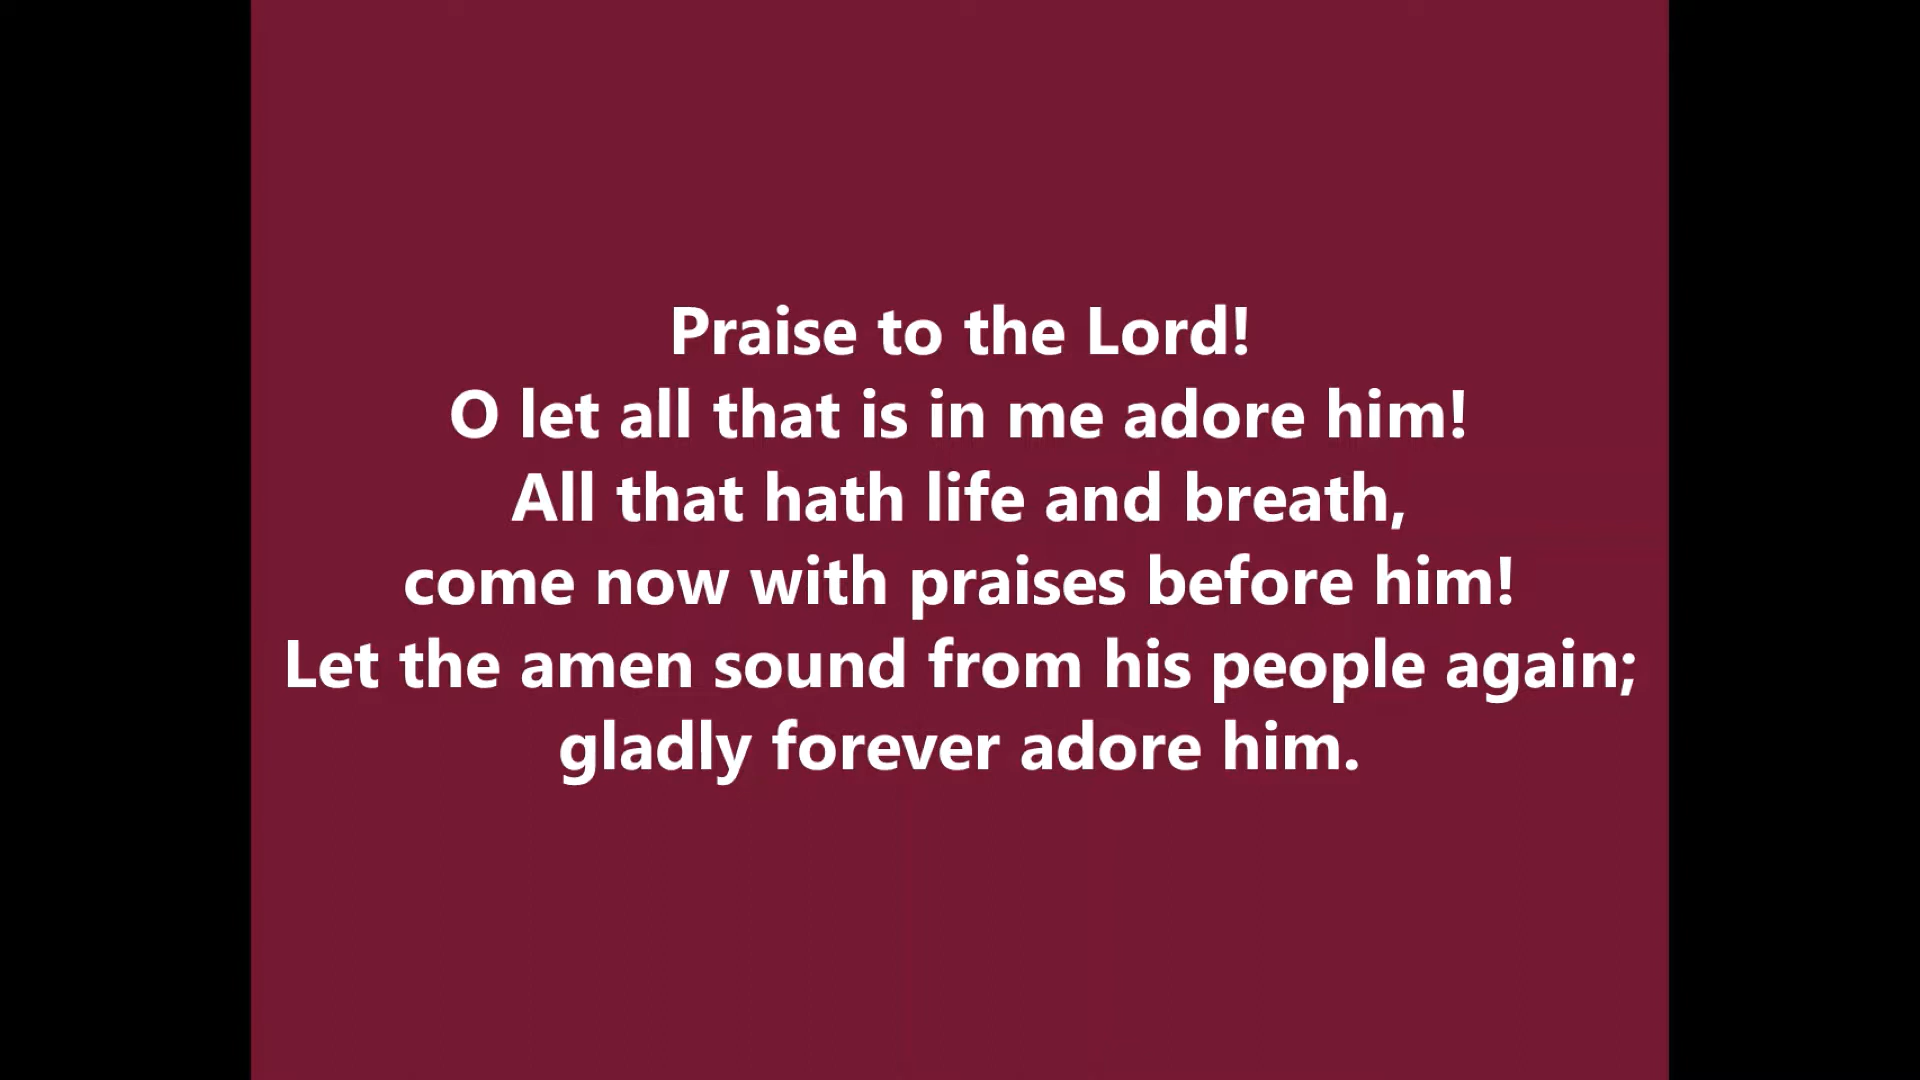 Praise to the Lord!
O let all that is in me adore him!
All that hath life and breath,
come now with praises before him!
Let the amen sound from his people again;
gladly forever adore him.